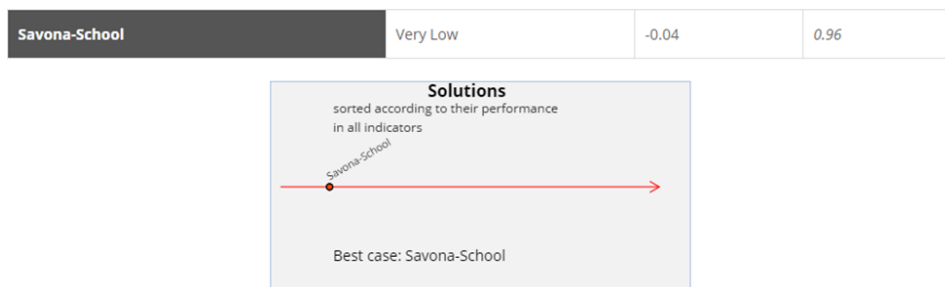 Savona-School Very Low -0.04 0.96
Solutions
sorted according to their performance
in all indicators
Savona-School
Best case: Savona-School